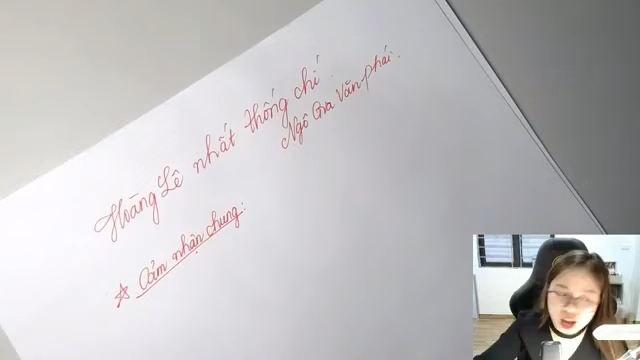 Hoàng Lê nhất thống chí.
Ngô Gia Văn Phái.
☆ Cảm nhận chung: